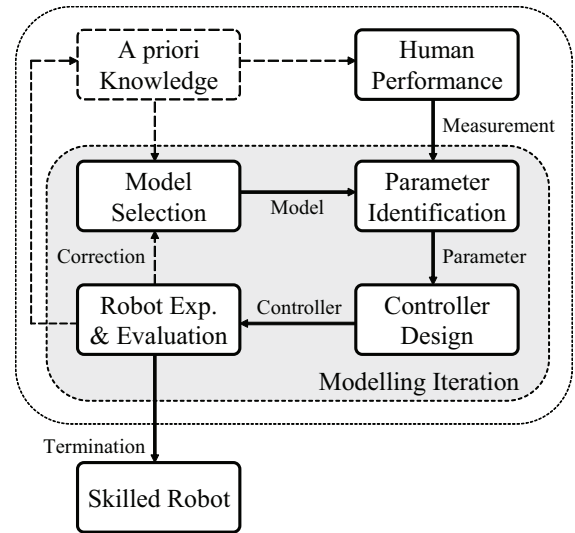 A priori
Knowledge
Human
Performance
Measurement
Model
Selection
Model
Parameter
Identification
Correction
Parameter
Robot Exp.
& Evaluation
Controller
Controller
Design
Modelling Iteration
Termination
Skilled Robot